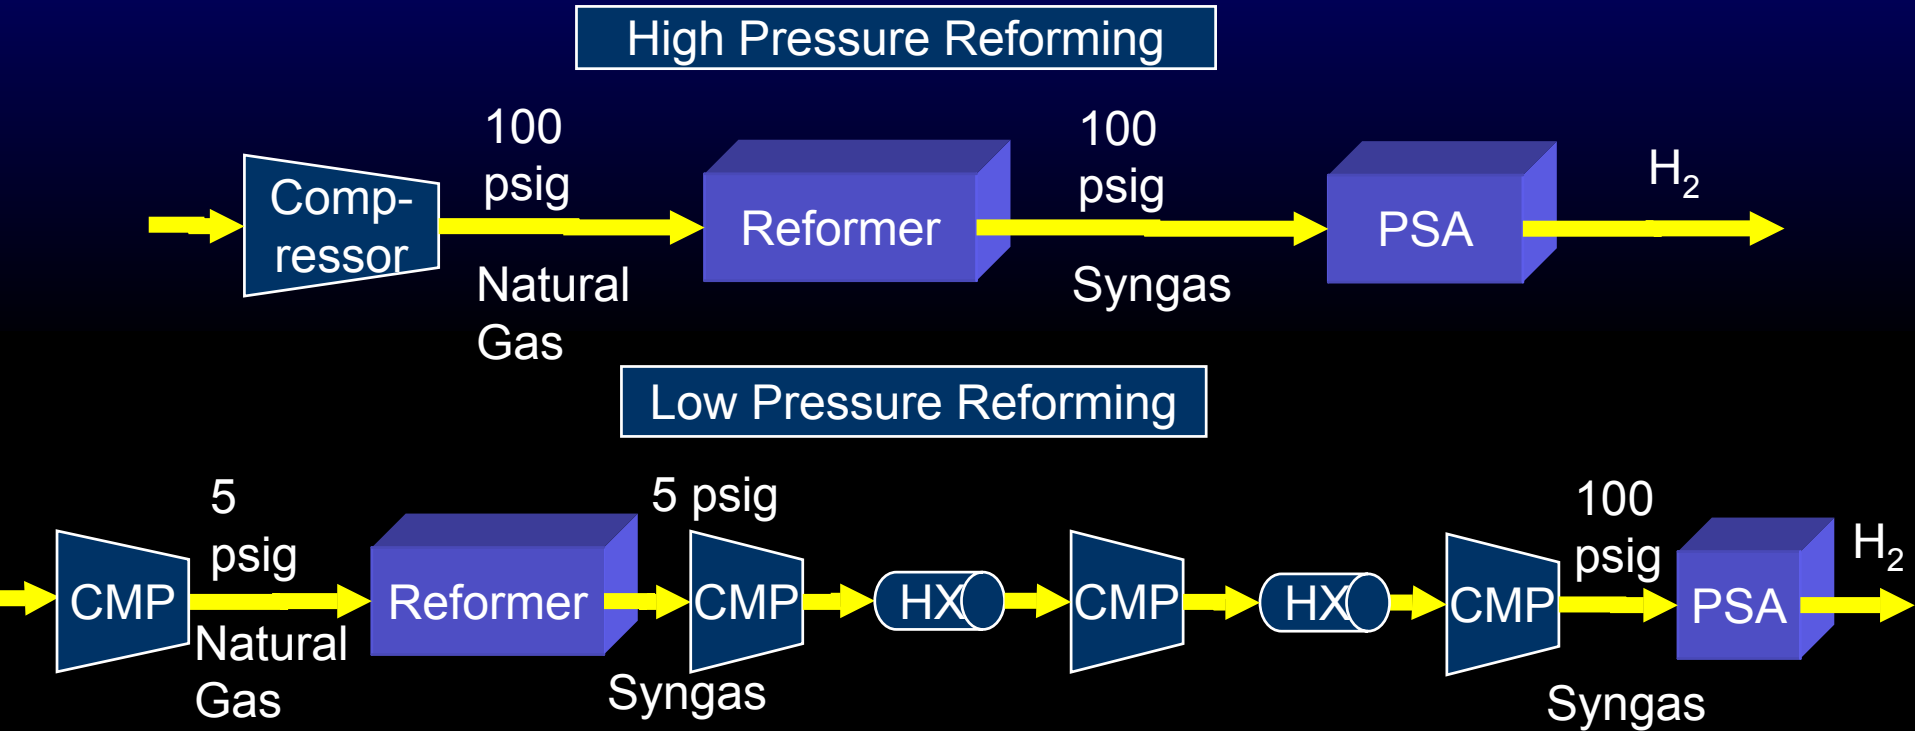 High Pressure Reforming
100
psig
100
psig
H₂
Comp-
ressor
Reformer
PSA
Natural
Gas
Syngas
Low Pressure Reforming
5
psig
5 psig
100
psig
H₂
CMP
Reformer
CMP
HX
CMP
HX
CMP
PSA
Natural
Gas
Syngas
Syngas